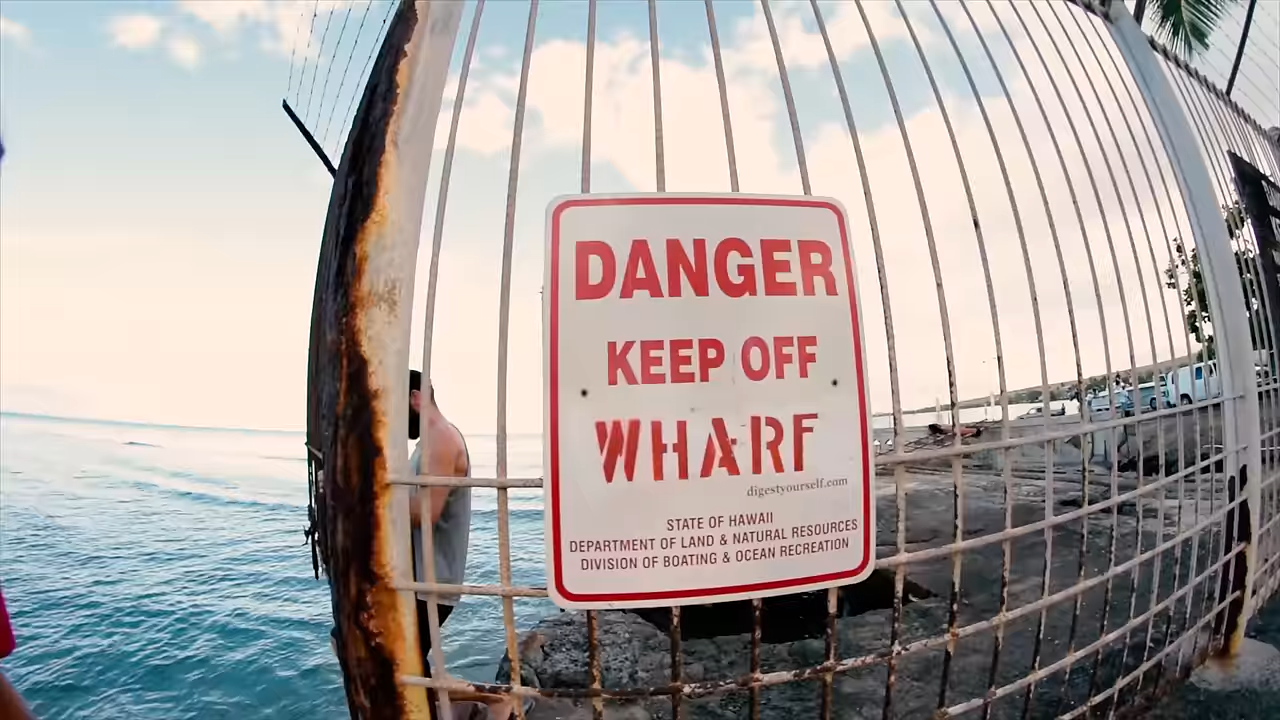 DANGER
KEEP OFF
WHARF
digestyourself.com
STATE OF HAWAII
DEPARTMENT OF LAND & NATURAL RESOURCES
DIVISION OF BOATING & OCEAN RECREATION